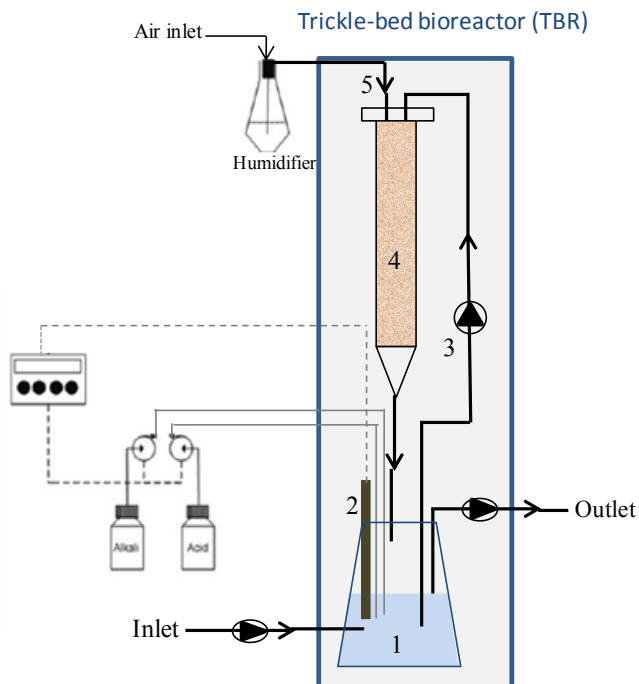 Trickle-bed bioreactor (TBR)
Air inlet
5
Humidifier
4
3
2
Alkali
Acid
Outlet
Inlet
1